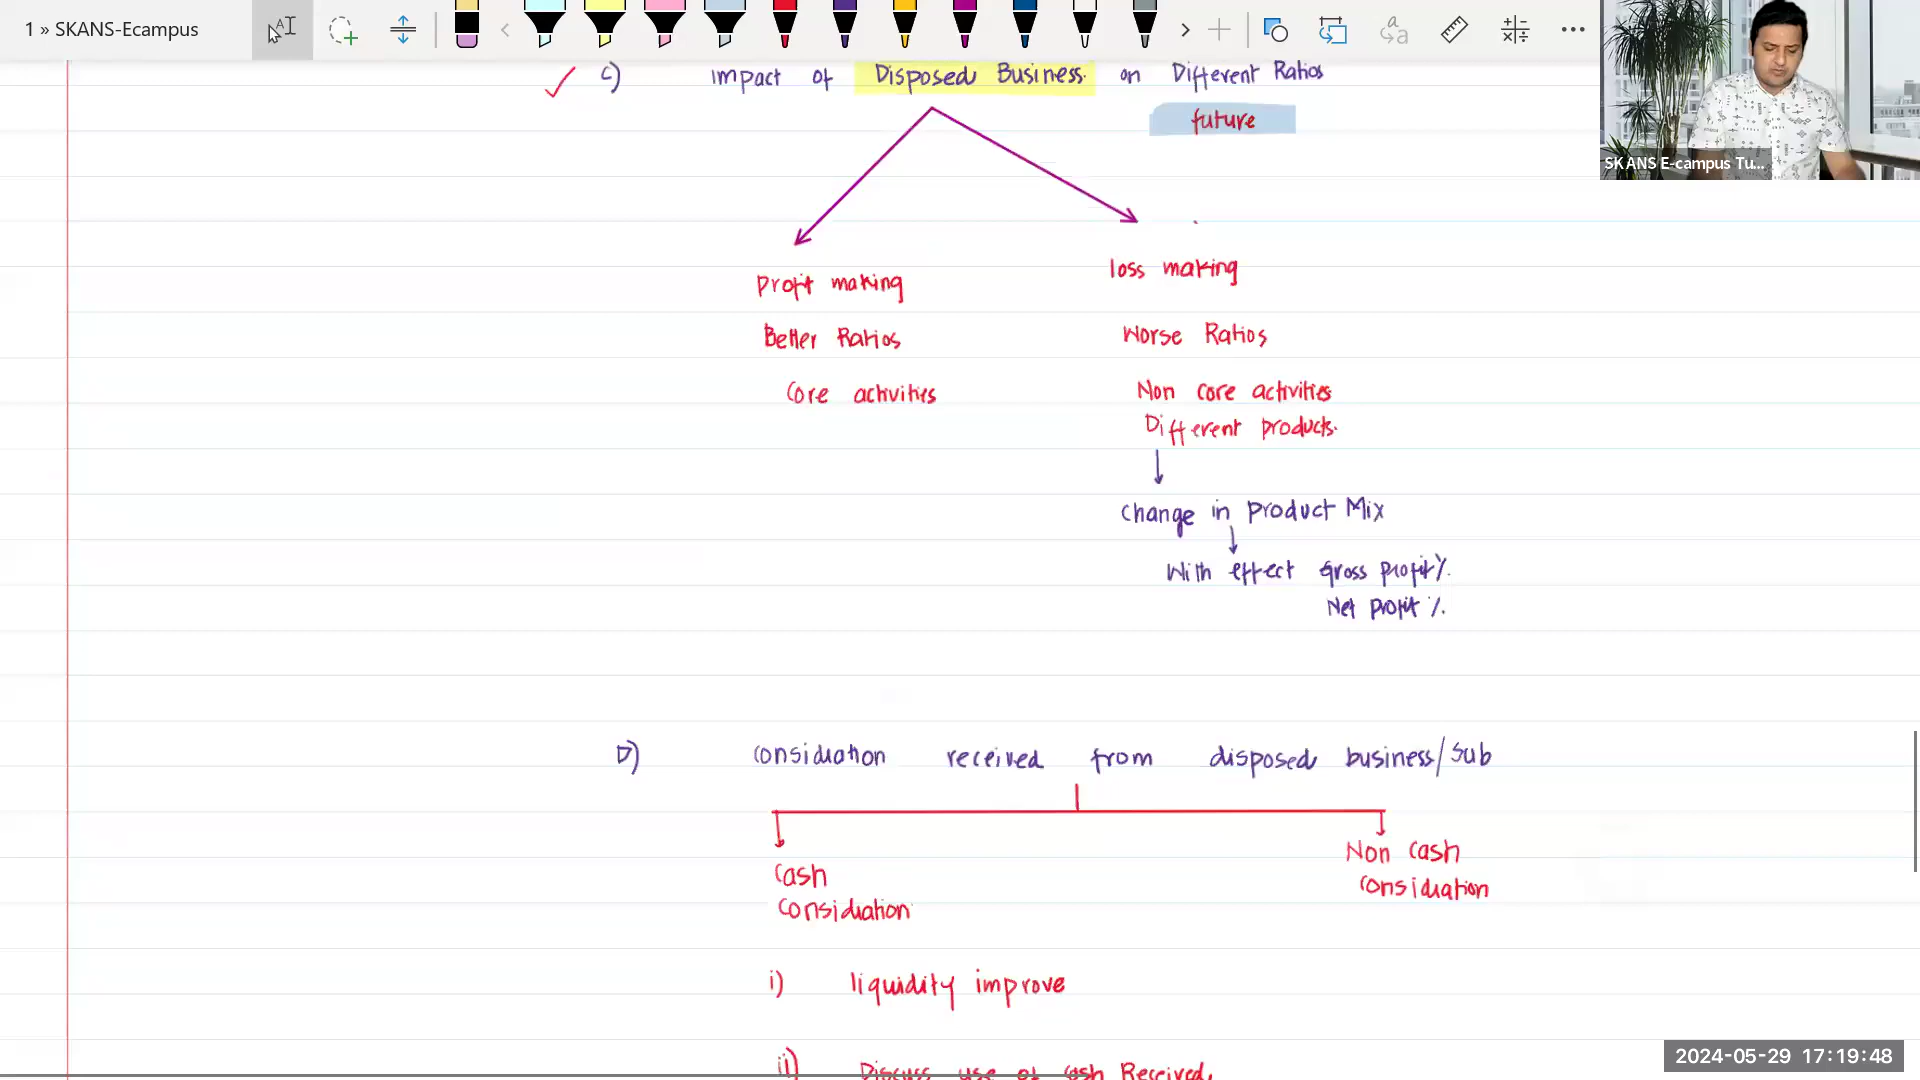 1 » SKANS-Ecampus
C) Impact of Disposed Business on Different Ratios
future
SKANS E-campus Tu...
Profit making
loss making
Better Ratios
Worse Ratios
Core activities
Non core activities
Different products.
Change in product Mix
With effect Gross profit%.
Net profit %.
D) Considration received from disposed business/Sub
Cash
Considration
Non Cash
Considration
i) liquidity improve
ii) Discuss use of Cash Received.
2024-05-29 17:19:48